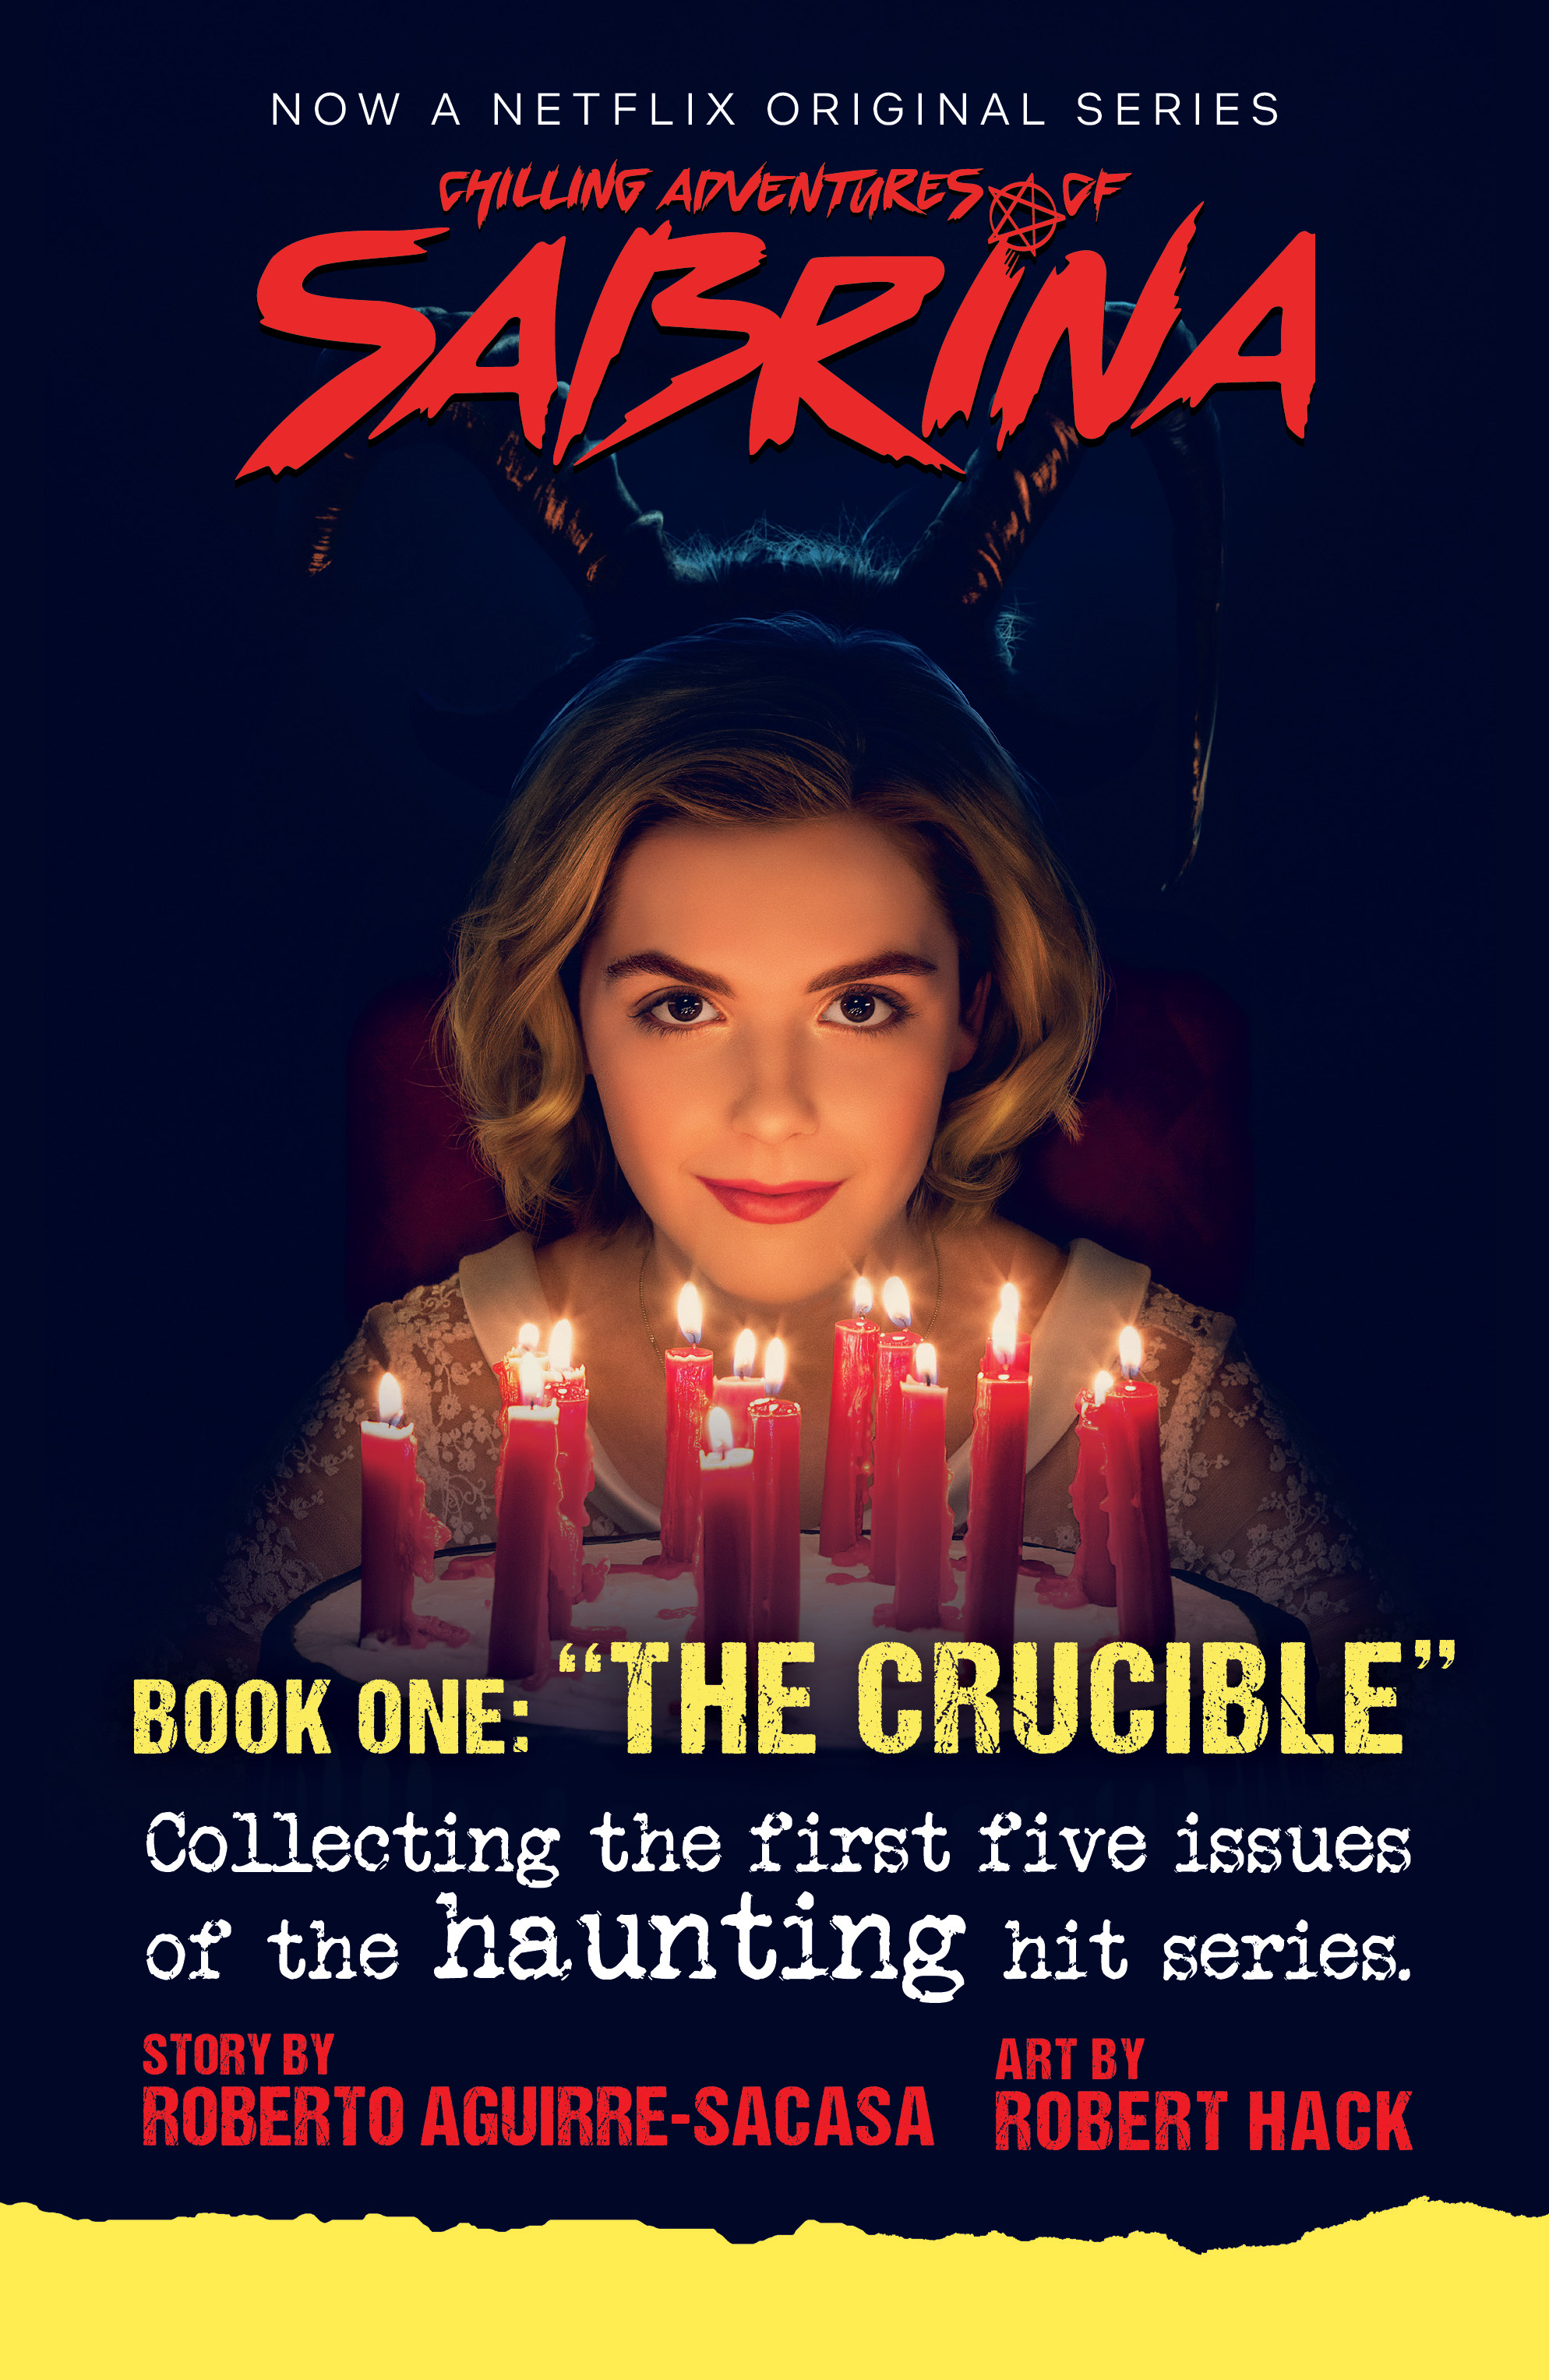 NOW A NETFLIX ORIGINAL SERIES
CHILLING ADVENTURES OF
SABRINA
BOOK ONE: “THE CRUCIBLE”
Collecting the first five issues
of the haunting hit series.
STORY BY
ROBERTO AGUIRRE-SACASA
ART BY
ROBERT HACK